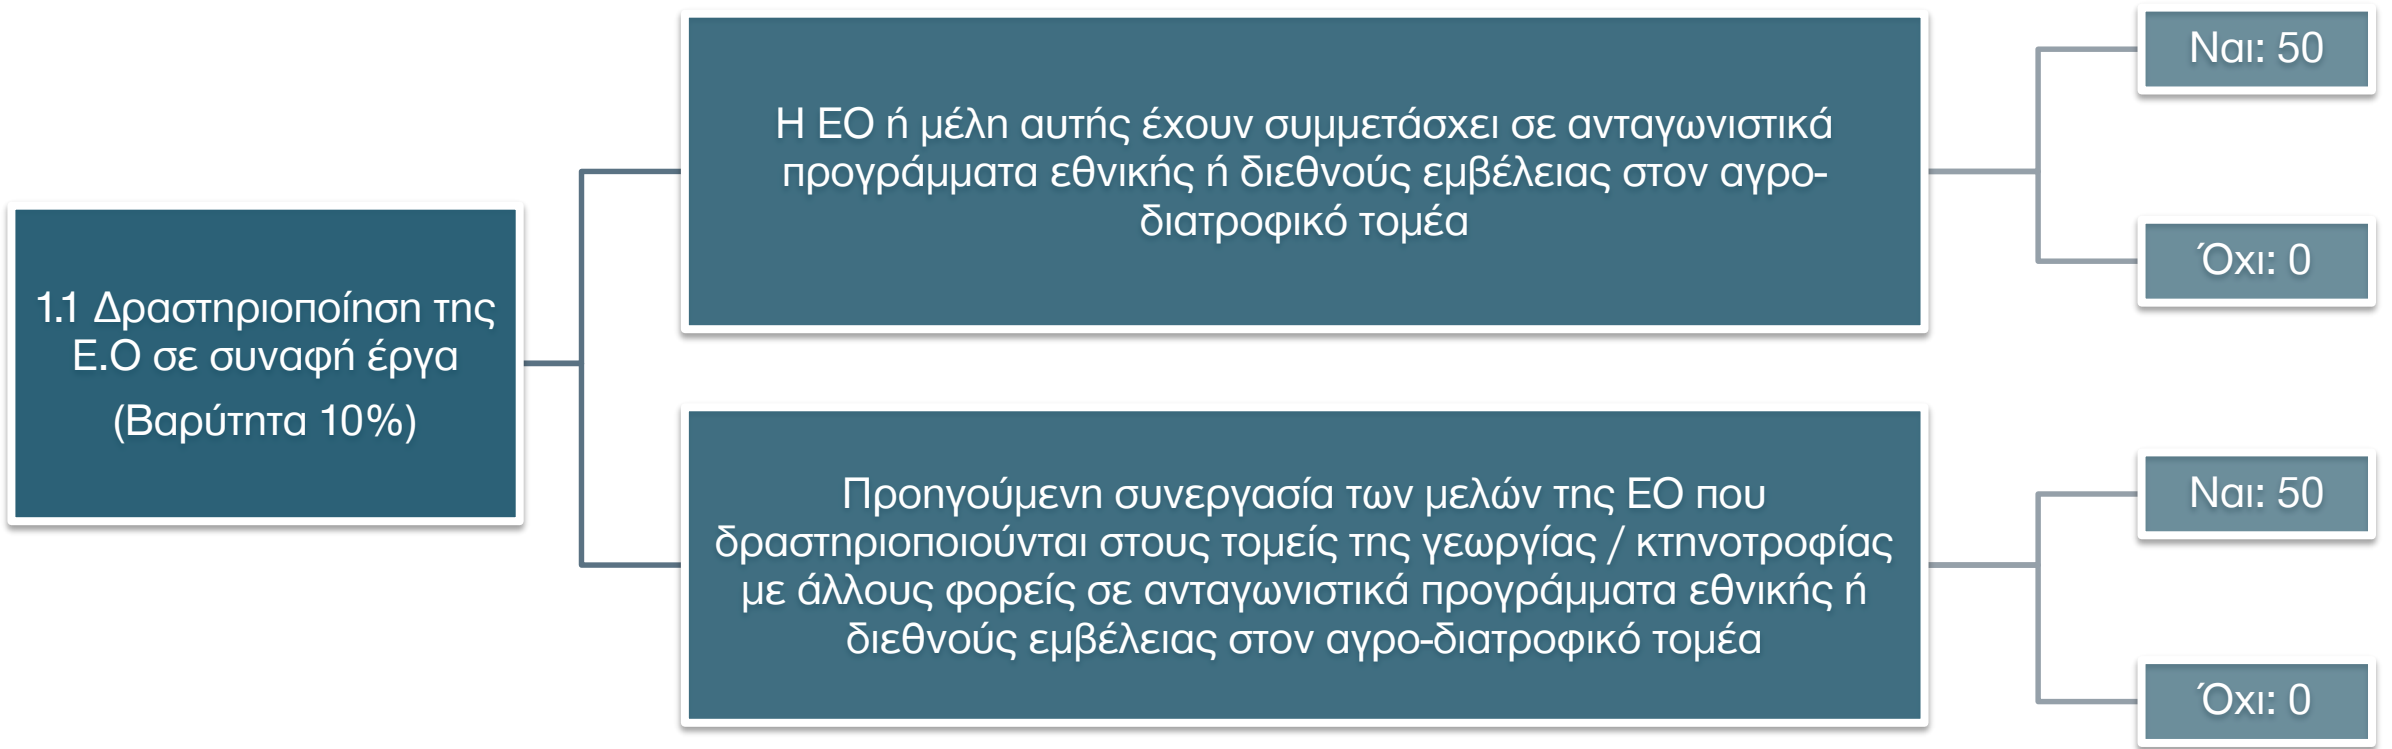 1.1 Δραστηριοποίηση της
Ε.Ο σε συναφή έργα
(Βαρύτητα 10%)
Η ΕΟ ή μέλη αυτής έχουν συμμετάσχει σε ανταγωνιστικά
προγράμματα εθνικής ή διεθνούς εμβέλειας στον αγρο-
διατροφικό τομέα
Ναι: 50
Όχι: 0
Προηγούμενη συνεργασία των μελών της ΕΟ που
δραστηριοποιούνται στους τομείς της γεωργίας / κτηνοτροφίας
με άλλους φορείς σε ανταγωνιστικά προγράμματα εθνικής ή
διεθνούς εμβέλειας στον αγρο-διατροφικό τομέα
Ναι: 50
Όχι: 0